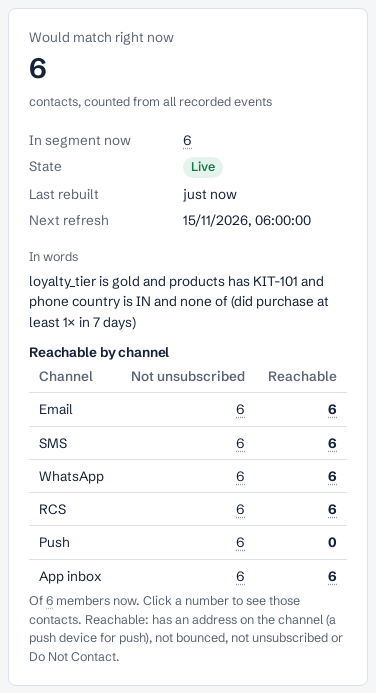 Would match right now
6
contacts, counted from all recorded events
In segment now 6
State Live
Last rebuilt just now
Next refresh 15/11/2026, 06:00:00
In words
loyalty_tier is gold and products has KIT-101 and
phone country is IN and none of (did purchase at
least 1× in 7 days)
Reachable by channel
Channel Not unsubscribed Reachable
Email 6 6
SMS 6 6
WhatsApp 6 6
RCS 6 6
Push 6 0
App inbox 6 6
Of 6 members now. Click a number to see those
contacts. Reachable: has an address on the channel (a
push device for push), not bounced, not unsubscribed or
Do Not Contact.